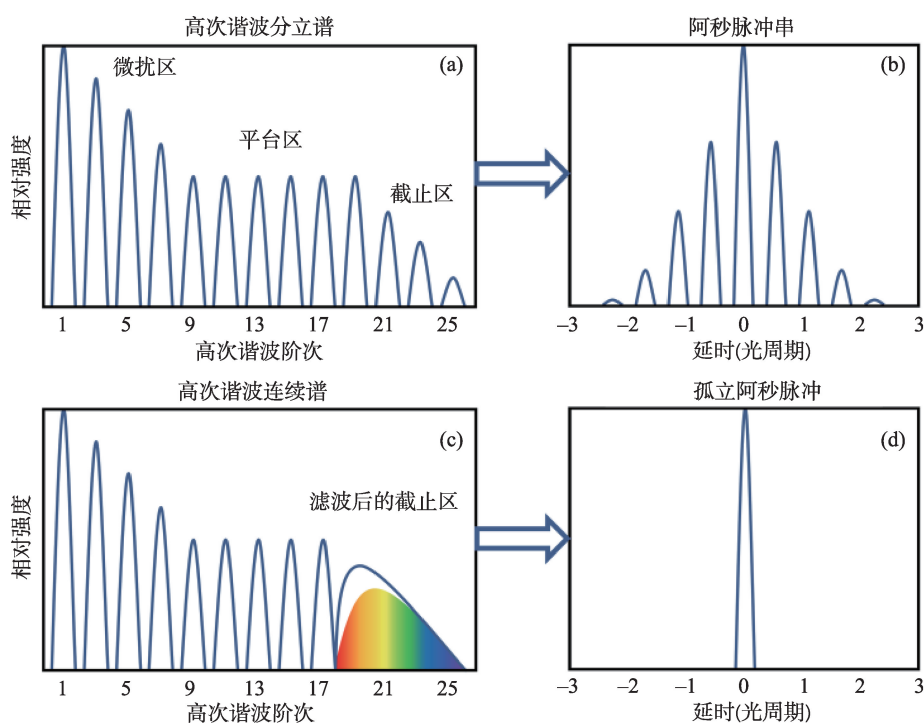 高次谐波分立谱
(a)
微扰区
平台区
截止区
相对强度
1 5 9 13 17 21 25
高次谐波阶次
阿秒脉冲串
(b)
−3 −2 −1 0 1 2 3
延时(光周期)
高次谐波连续谱
(c)
滤波后的截止区
相对强度
1 5 9 13 17 21 25
高次谐波阶次
孤立阿秒脉冲
(d)
−3 −2 −1 0 1 2 3
延时(光周期)